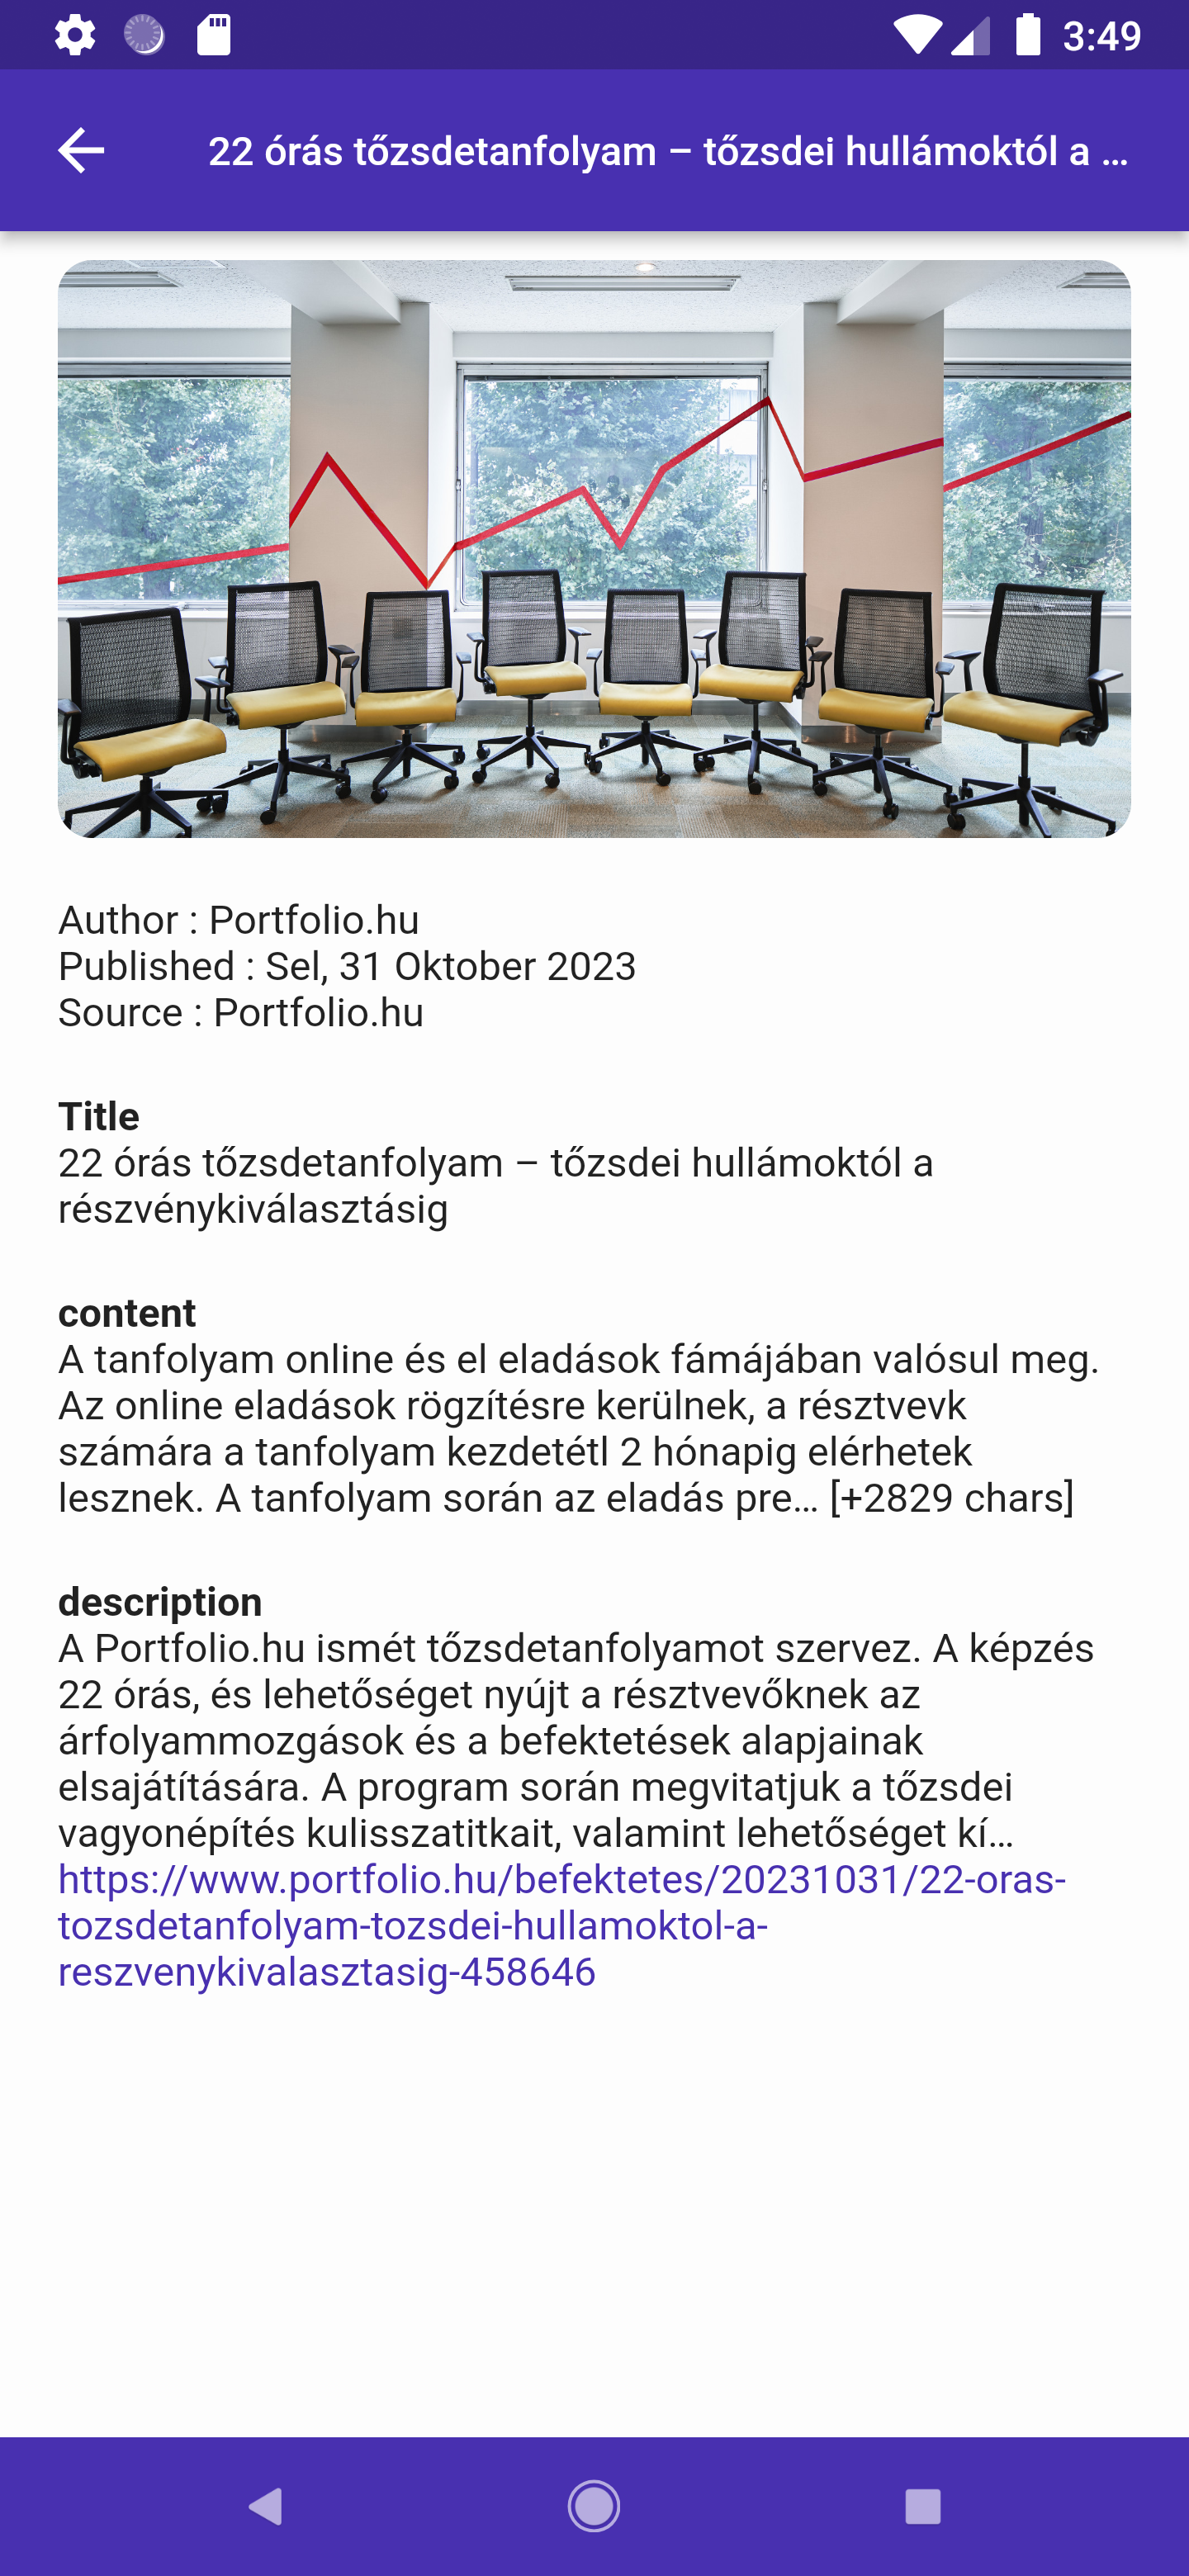 3:49
22 órás tőzsdetanfolyam – tőzsdei hullámoktól a ...
Author : Portfolio.hu
Published : Sel, 31 Oktober 2023
Source : Portfolio.hu
Title
22 órás tőzsdetanfolyam – tőzsdei hullámoktól a
részvénykiválasztásig
content
A tanfolyam online és el eladások fámájában valósul meg.
Az online eladások rögzítésre kerülnek, a résztvevk
számára a tanfolyam kezdetétl 2 hónapig elérhetek
lesznek. A tanfolyam során az eladás pre… [+2829 chars]
description
A Portfolio.hu ismét tőzsdetanfolyamot szervez. A képzés
22 órás, és lehetőséget nyújt a résztvevőknek az
árfolyammozgások és a befektetések alapjainak
elsajátítására. A program során megvitatjuk a tőzsdei
vagyonépítés kulisszatitkait, valamint lehetőséget kí…
https://www.portfolio.hu/befektetes/20231031/22-oras-
tozsdetanfolyam-tozsdei-hullamoktol-a-
reszvenykivalasztasig-458646